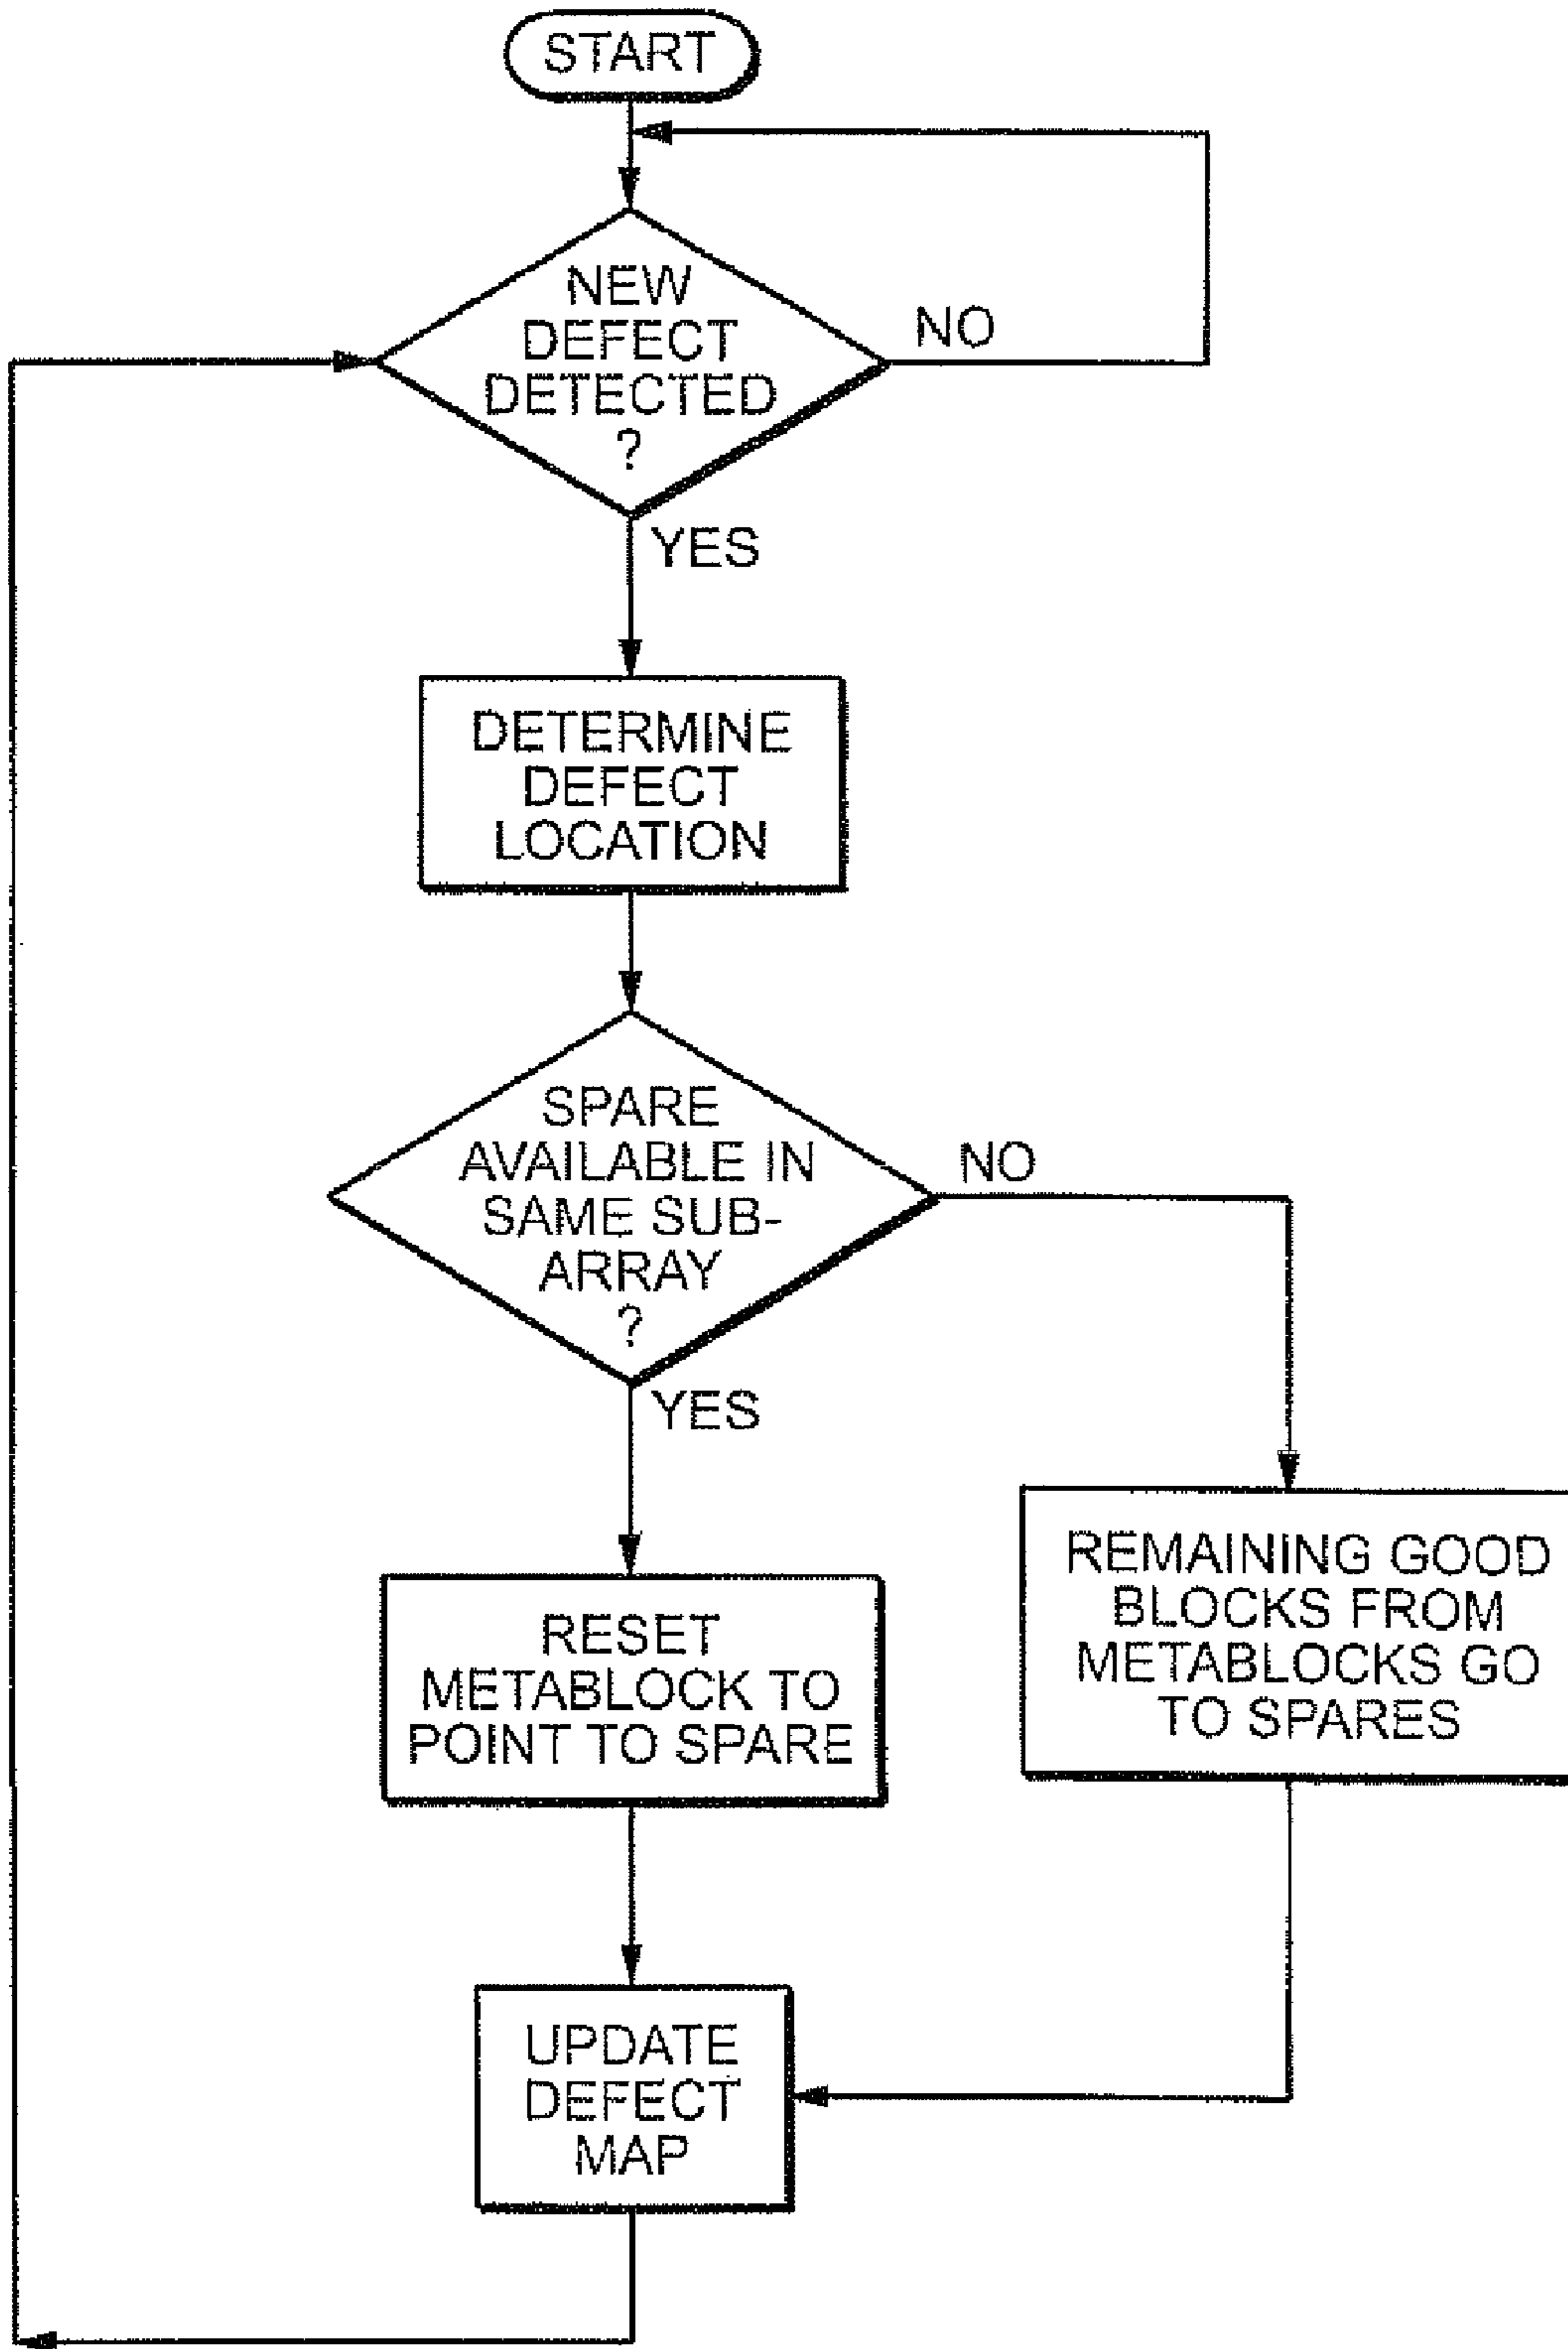 START
NEW
DEFECT
DETECTED
?
NO
YES
DETERMINE
DEFECT
LOCATION
SPARE
AVAILABLE IN
SAME SUB-
ARRAY
?
NO
YES
RESET
METABLOCK TO
POINT TO SPARE
REMAINING GOOD
BLOCKS FROM
METABLOCKS GO
TO SPARES
UPDATE
DEFECT
MAP